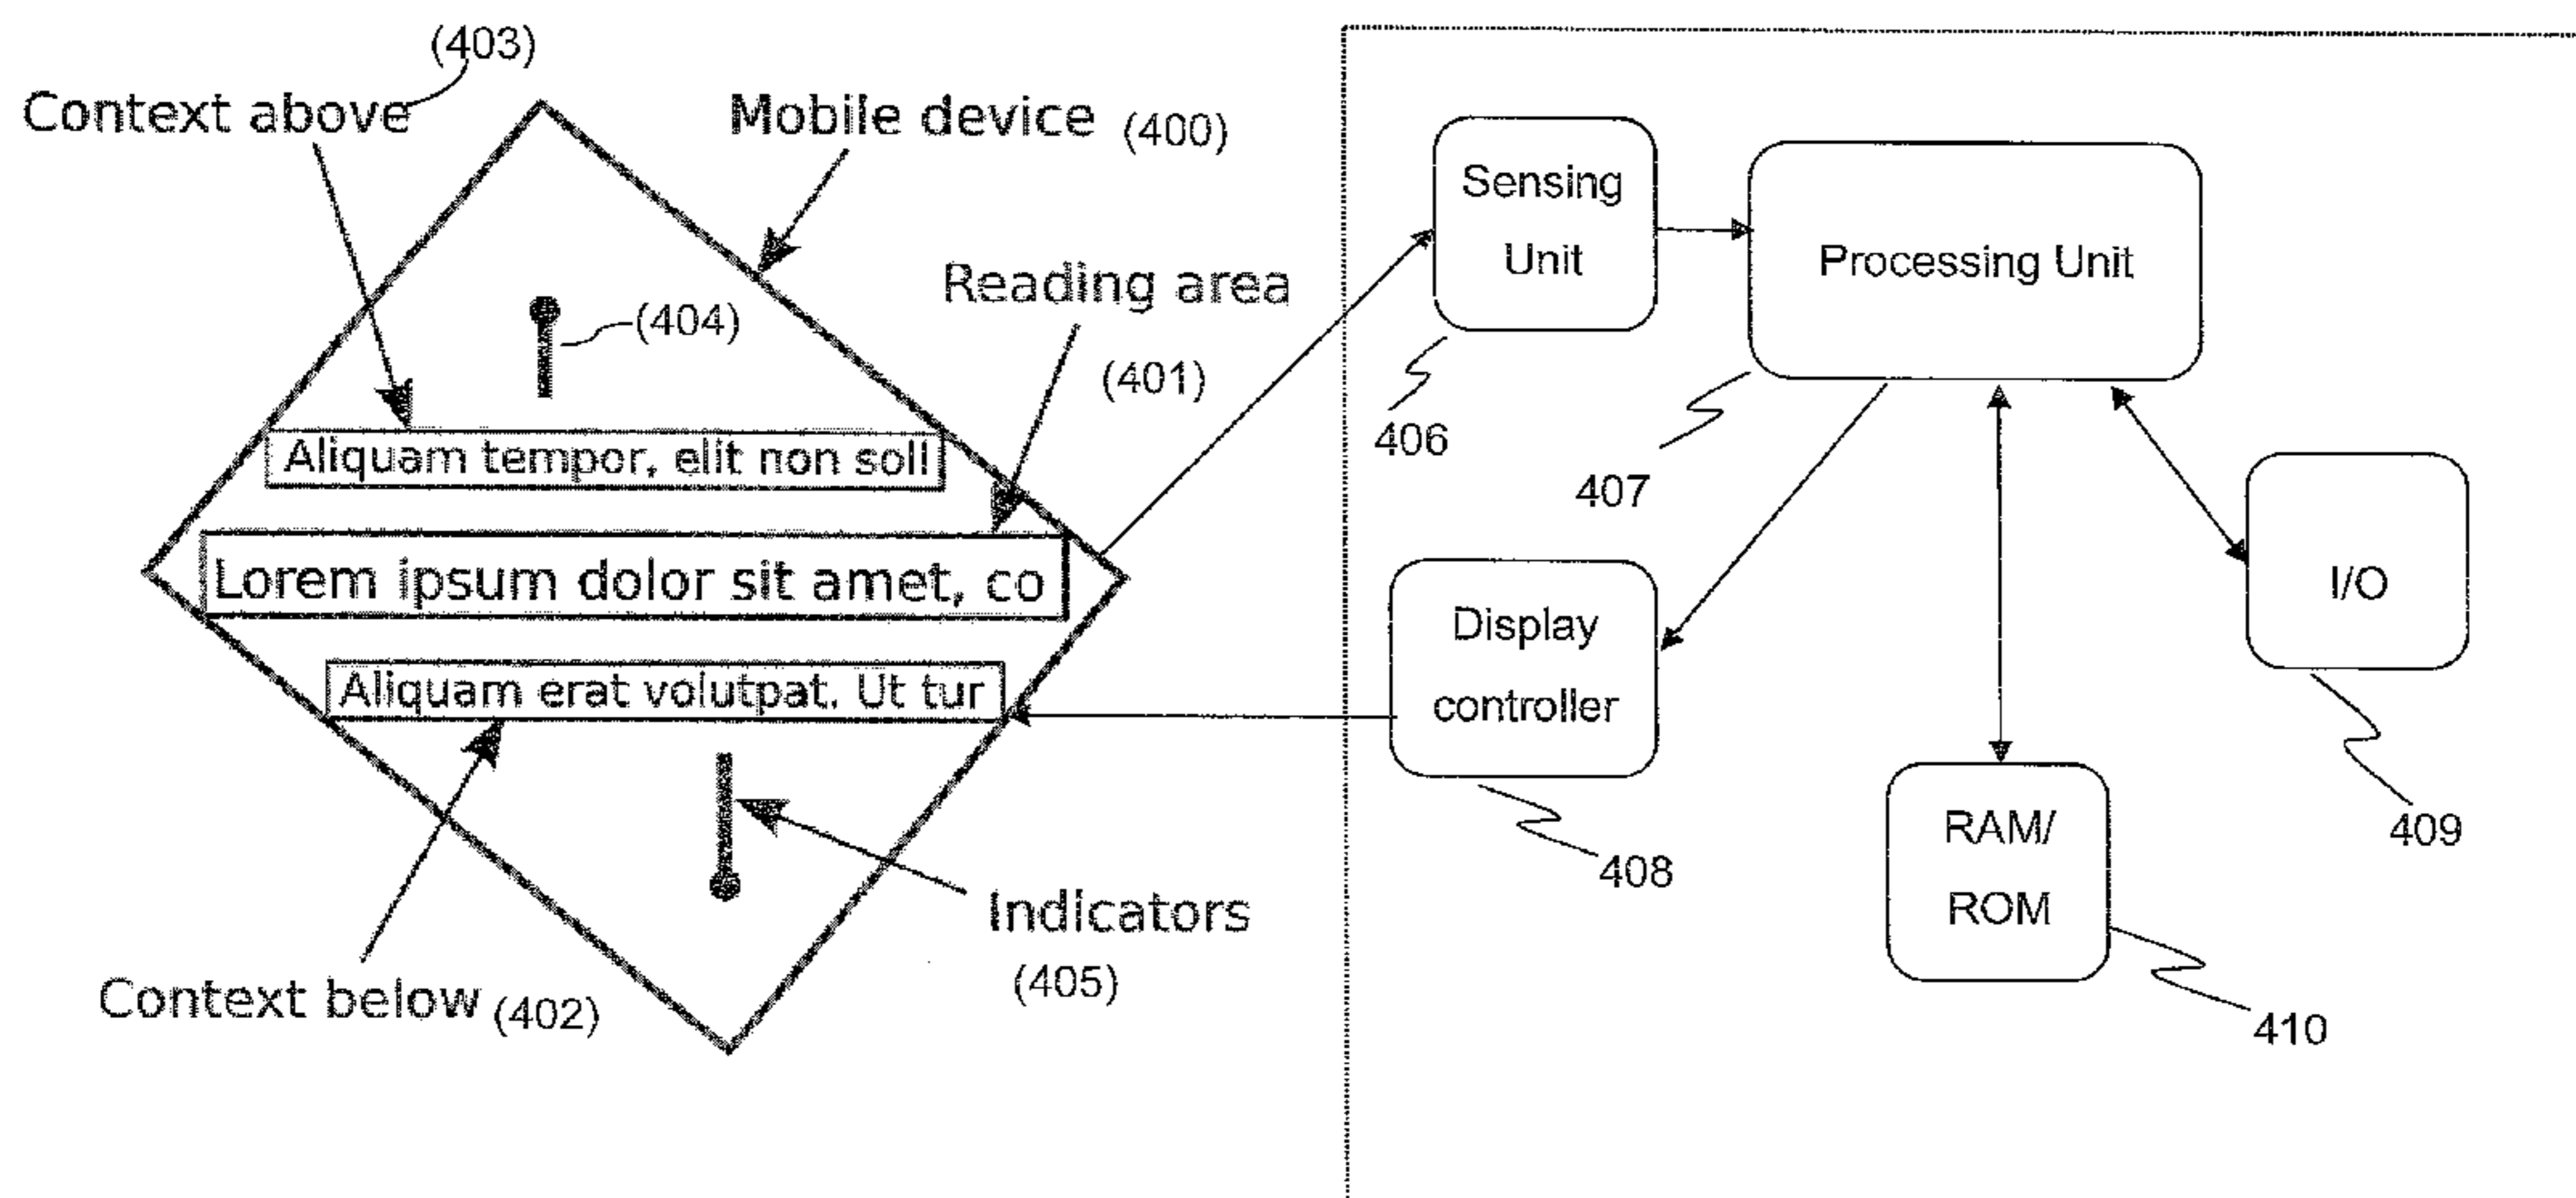 (403)
Context above
Mobile device (400)
Reading area
(401)
(404)
Aliquam tempor, elit non soll
Lorem ipsum dolor sit amet, co
Aliquam erat volutpat. Ut tur
Indicators
(405)
Context below (402)
Sensing
Unit
406
Processing Unit
407
Display
controller
408
I/O
409
RAM/
ROM
410